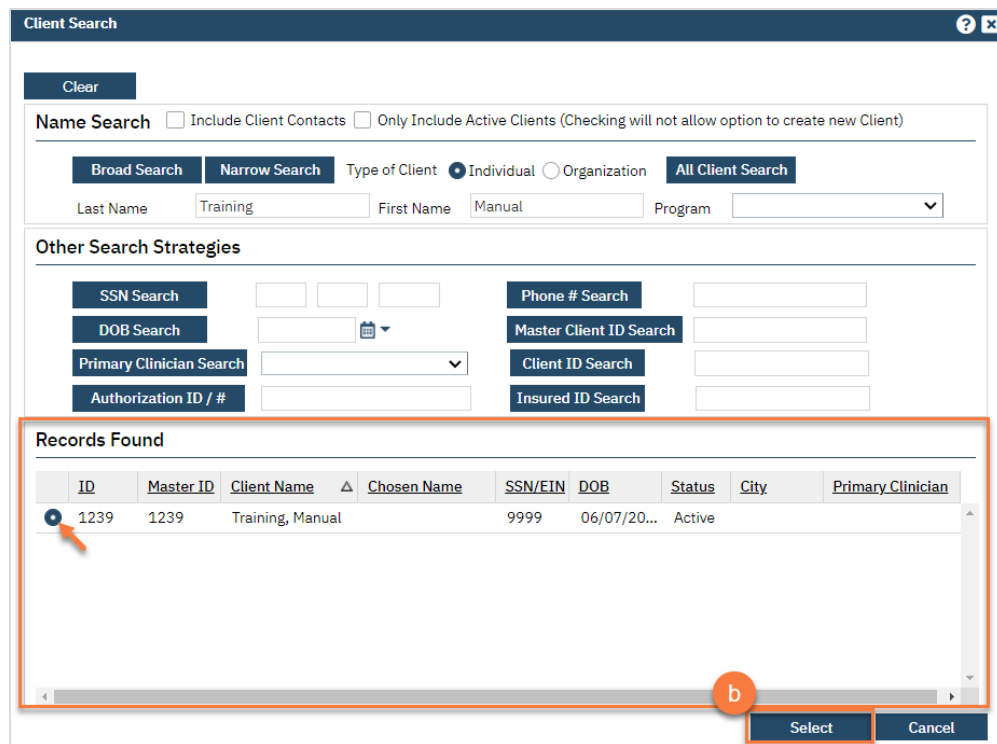 Client Search
?
Clear
Name Search Include Client Contacts Only Include Active Clients (Checking will not allow option to create new Client)
Broad Search Narrow Search Type of Client Individual Organization All Client Search
Last Name Training First Name Manual Program
Other Search Strategies
SSN Search Phone # Search
DOB Search Master Client ID Search
Primary Clinician Search Client ID Search
Authorization ID / # Insured ID Search
Records Found
ID Master ID Client Name Chosen Name SSN/EIN DOB Status City Primary Clinician
1239 1239 Training, Manual 9999 06/07/20... Active
b
Select Cancel